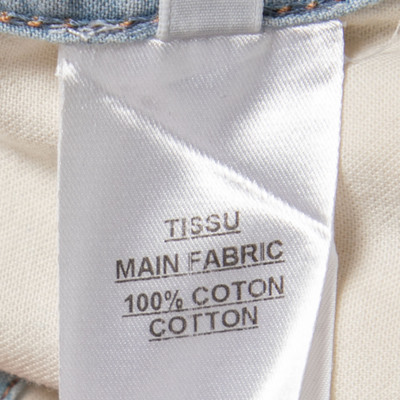 TISSU
MAIN FABRIC
100% COTON
COTTON